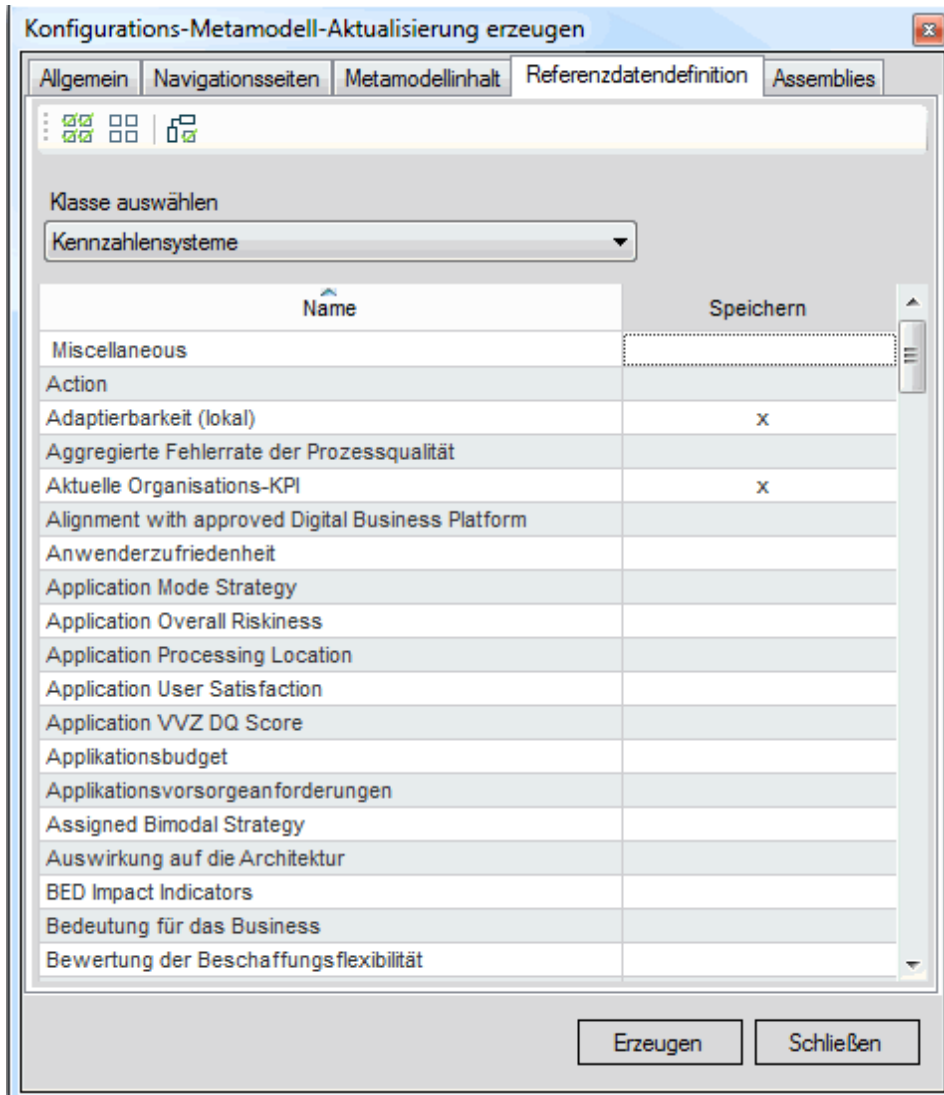 Konfigurations-Metamodell-Aktualisierung erzeugen
Allgemein Navigationsseiten Metamodellinhalt Referenzdatendefinition Assemblies
Klasse auswählen
Kennzahlensysteme
Name Speichern
Miscellaneous
Action
Adaptierbarkeit (lokal) x
Aggregierte Fehlerrate der Prozessqualität
Aktuelle Organisations-KPI x
Alignment with approved Digital Business Platform
Anwenderzufriedenheit
Application Mode Strategy
Application Overall Riskiness
Application Processing Location
Application User Satisfaction
Application VVZ DQ Score
Applikationsbudget
Applikationsvorsorgeanforderungen
Assigned Bimodal Strategy
Auswirkung auf die Architektur
BED Impact Indicators
Bedeutung für das Business
Bewertung der Beschaffungsflexibilität
Erzeugen Schließen